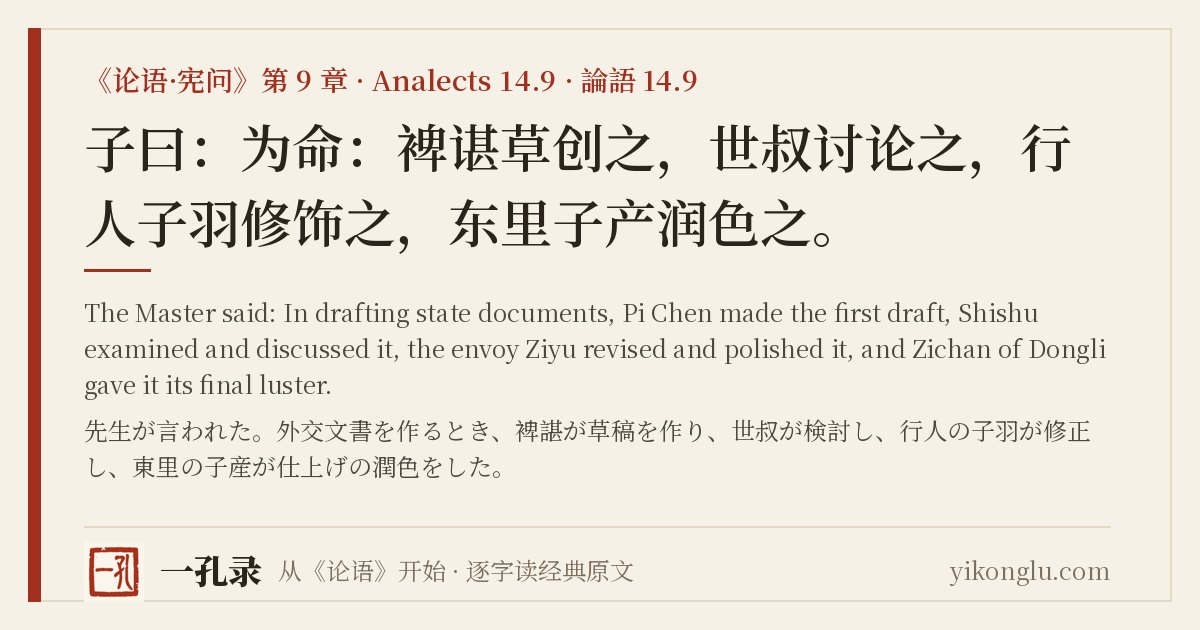 《论语·宪问》第 9 章 · Analects 14.9 · 論語 14.9
子曰：为命：裨谌草创之，世叔讨论之，行
人子羽修饰之，东里子产润色之。
The Master said: In drafting state documents, Pi Chen made the first draft, Shishu
examined and discussed it, the envoy Ziyu revised and polished it, and Zichan of Dongli
gave it its final luster.
先生が言われた。外交文書を作るとき、裨諶が草稿を作り、世叔が検討し、行人の子羽が修正
し、東里の子産が仕上げの潤色をした。
一孔
一孔录 从《论语》开始 · 逐字读经典原文 yikonglu.com